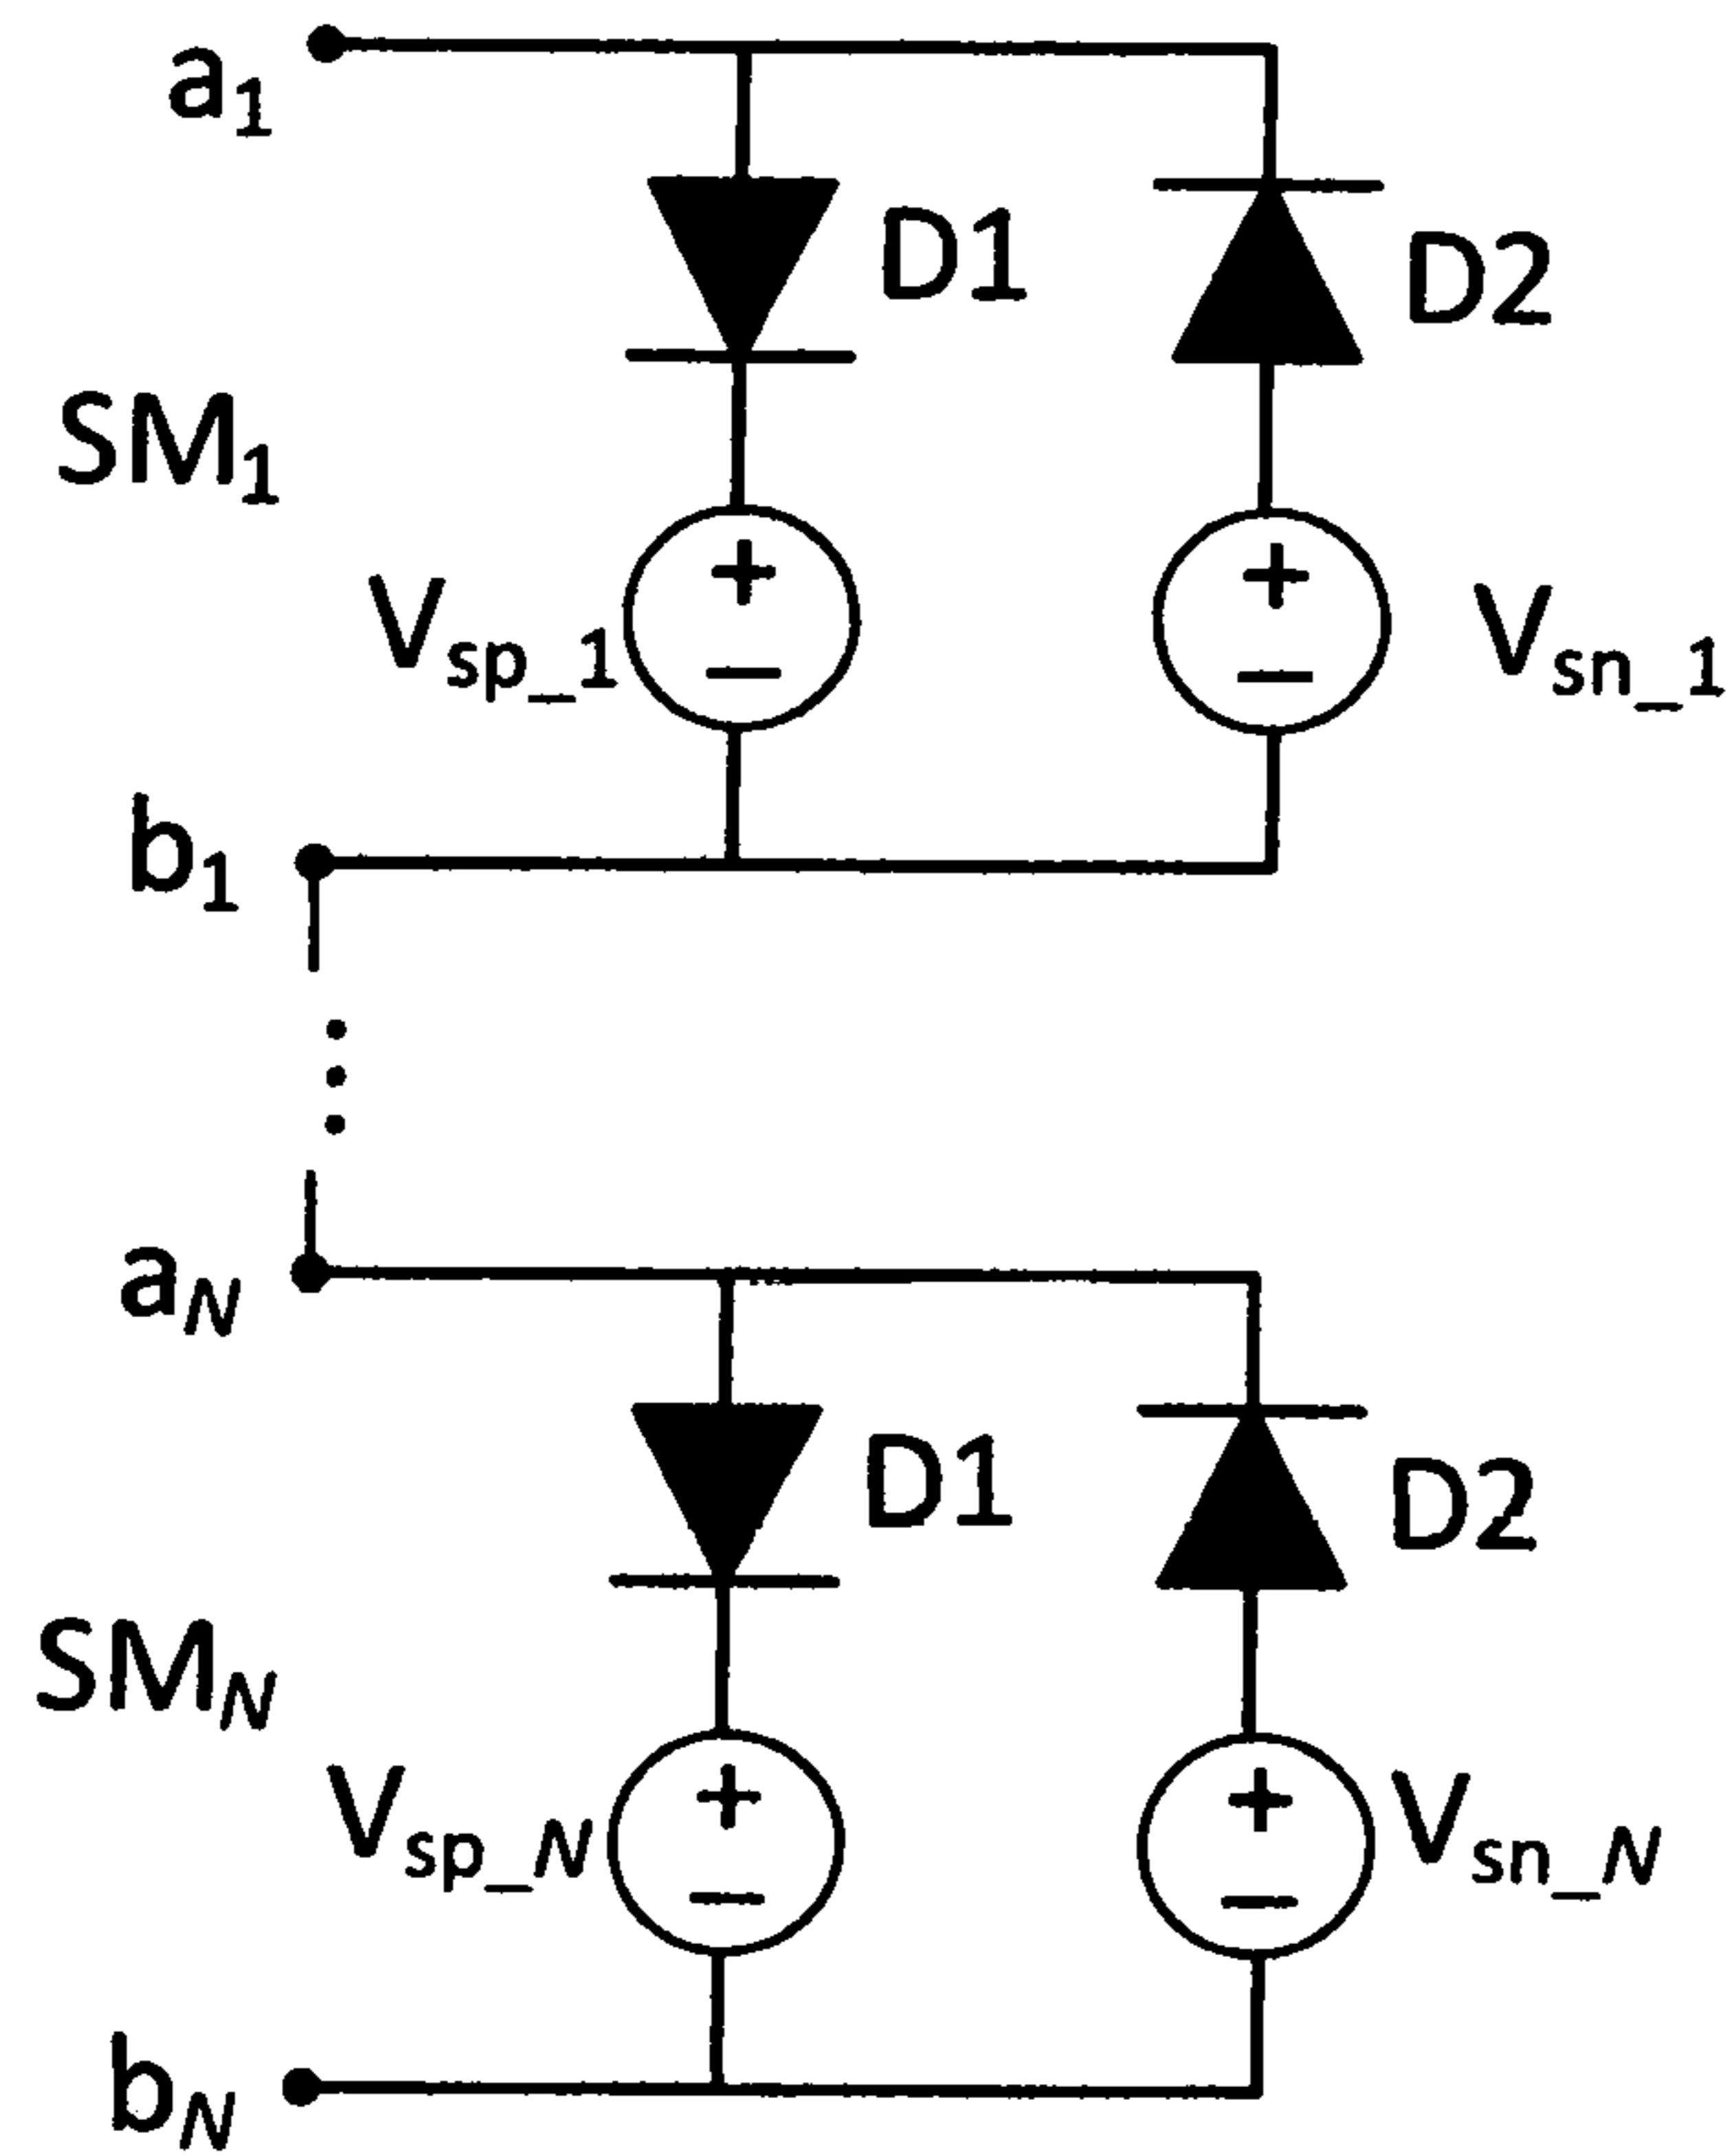 a₁
D1
D2
SM₁
+
+
Vsp_1
−
−
Vsn_1
b₁
aN
D1
D2
SMN
+
+
Vsp_N
−
−
Vsn_N
bN